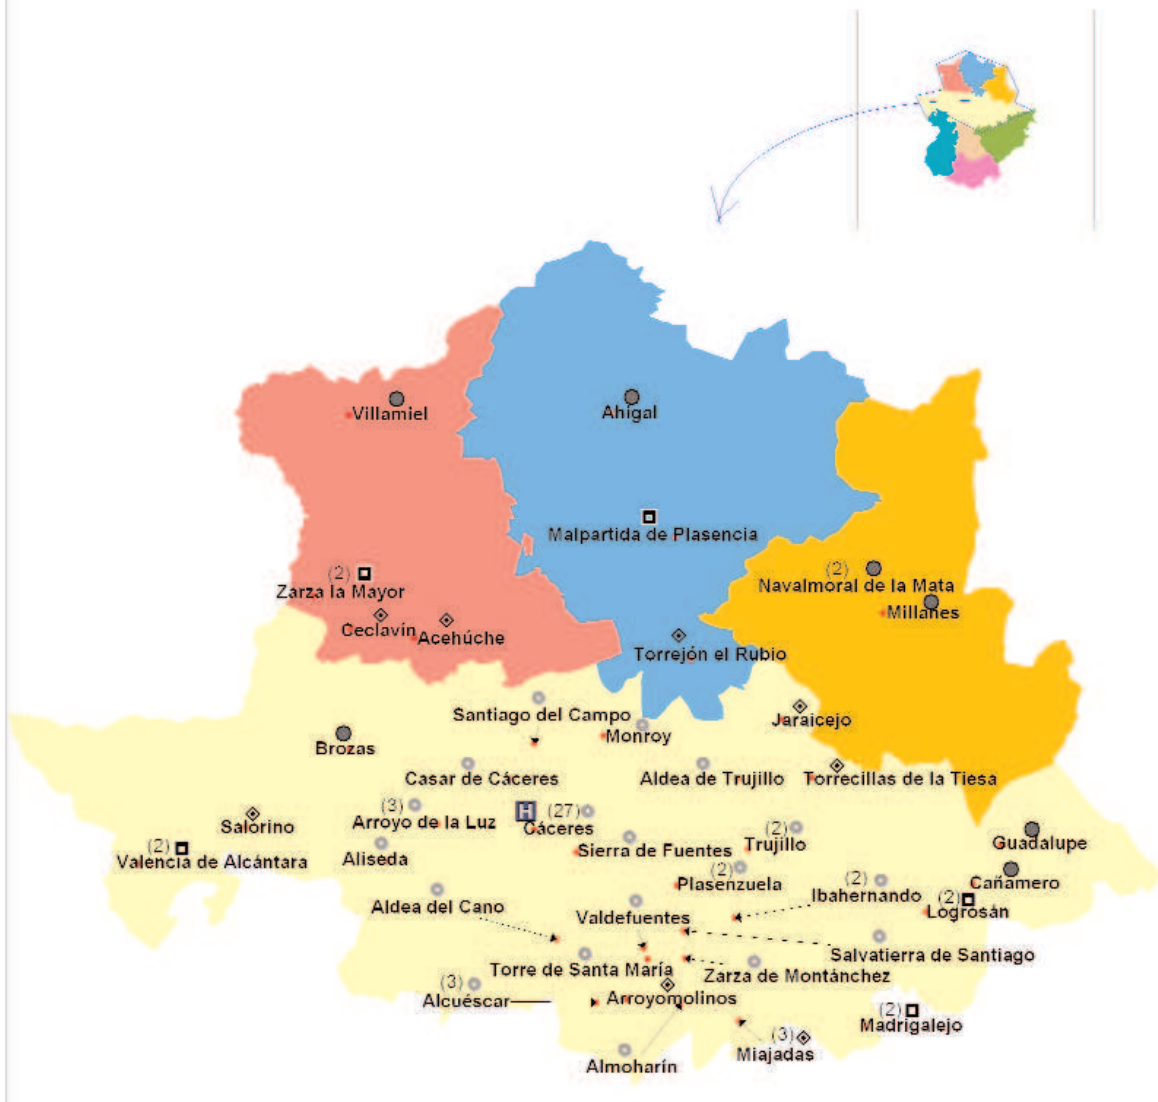 Villamiel
Ahigal
Malpartida de Plasencia
(2)
Zarza la Mayor
(2)
Navalmoral de la Mata
Millanes
Ceclavín
Acehúche
Torrejón el Rubio
Santiago del Campo
Jaraicejo
Monroy
Brozas
Casar de Cáceres
Aldea de Trujillo
Torrecillas de la Tiesa
(3)
Arroyo de la Luz
H
(27)
Cáceres
Salorino
(2)
Trujillo
Guadalupe
(2)
Valencia de Alcántara
Aliseda
Sierra de Fuentes
(2)
Plasenzuela
(2)
Ibahernando
Cañamero
(2)
Logrosán
Aldea del Cano
Valdefuentes
Salvatierra de Santiago
Torre de Santa María
Zarza de Montánchez
(3)
Alcuéscar
Arroyomolinos
(2)
Madrigalejo
(3)
Miajadas
Almoharín